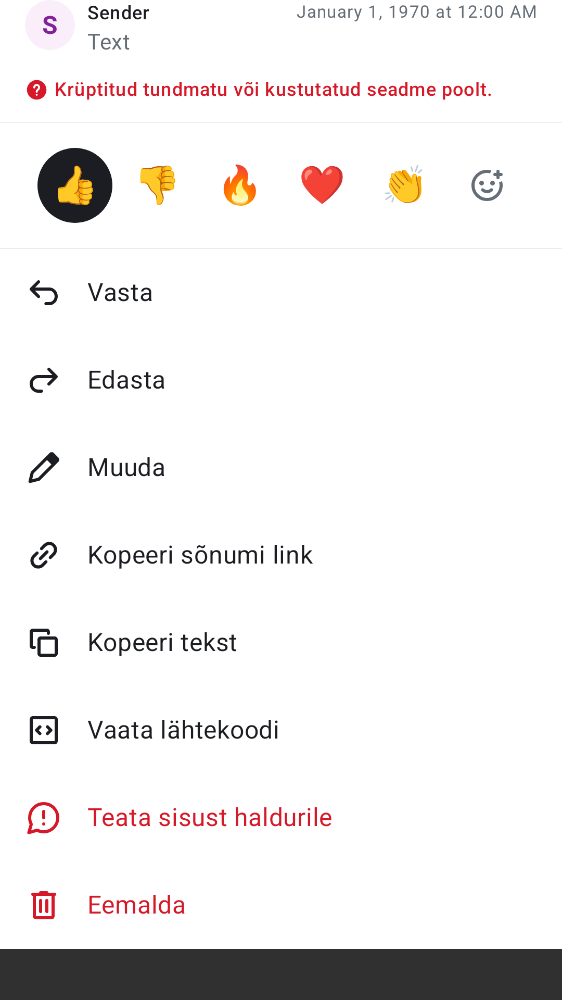 S
Sender
January 1, 1970 at 12:00 AM
Text
Krüptitud tundmatu või kustutatud seadme poolt.
Vasta
Edasta
Muuda
Kopeeri sõnumi link
Kopeeri tekst
Vaata lähtekoodi
Teata sisust haldurile
Eemalda